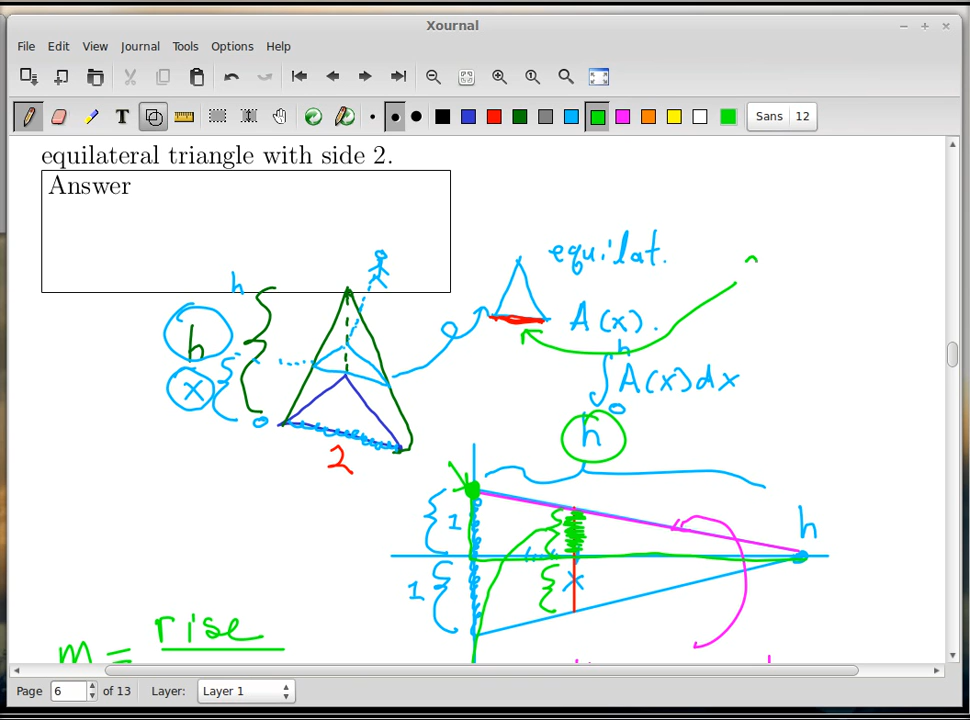 Xournal
File Edit View Journal Tools Options Help
Sans 12
equilateral triangle with side 2.
Answer
equilat.
h
A(x).
h
h
∫ A(x)dx
0
x
0
h
2
h
1
1
x
rise
m =
Page 6 of 13 Layer: Layer 1